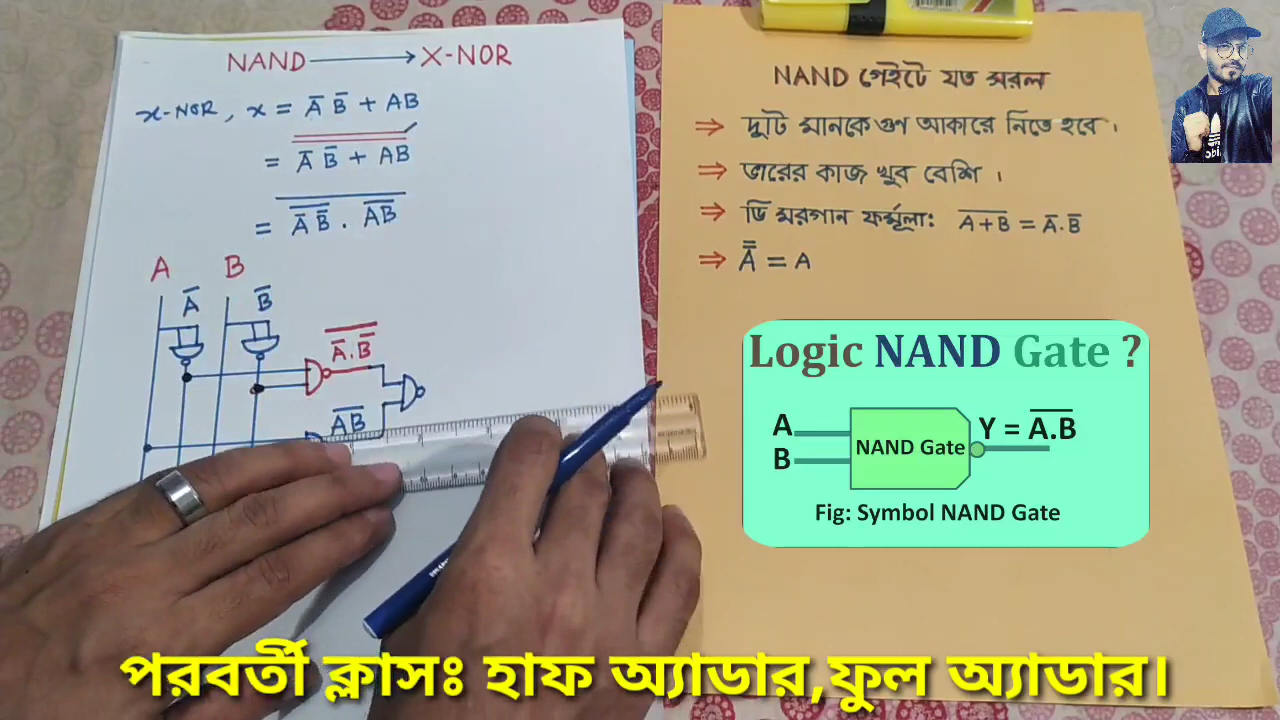 NAND → X-NOR
x-NOR, x = A̅ B̅ + AB
= A̅ B̅ + AB
= A̅ B̅ . AB
A B
A̅ B̅
A̅.B̅
AB
NAND গেইটে যত সরল
⇒ দুটি মানকে গুণ আকারে নিতে হবে।
⇒ ভারের কাজ খুব বেশি।
⇒ ডি মরগান ফর্মূলাঃ A+B = A̅.B̅
⇒ A̿ = A
Logic NAND Gate ?
A
B
NAND Gate
Y = A.B
Fig: Symbol NAND Gate
পরবর্তী ক্লাসঃ হাফ অ্যাডার,ফুল অ্যাডার।